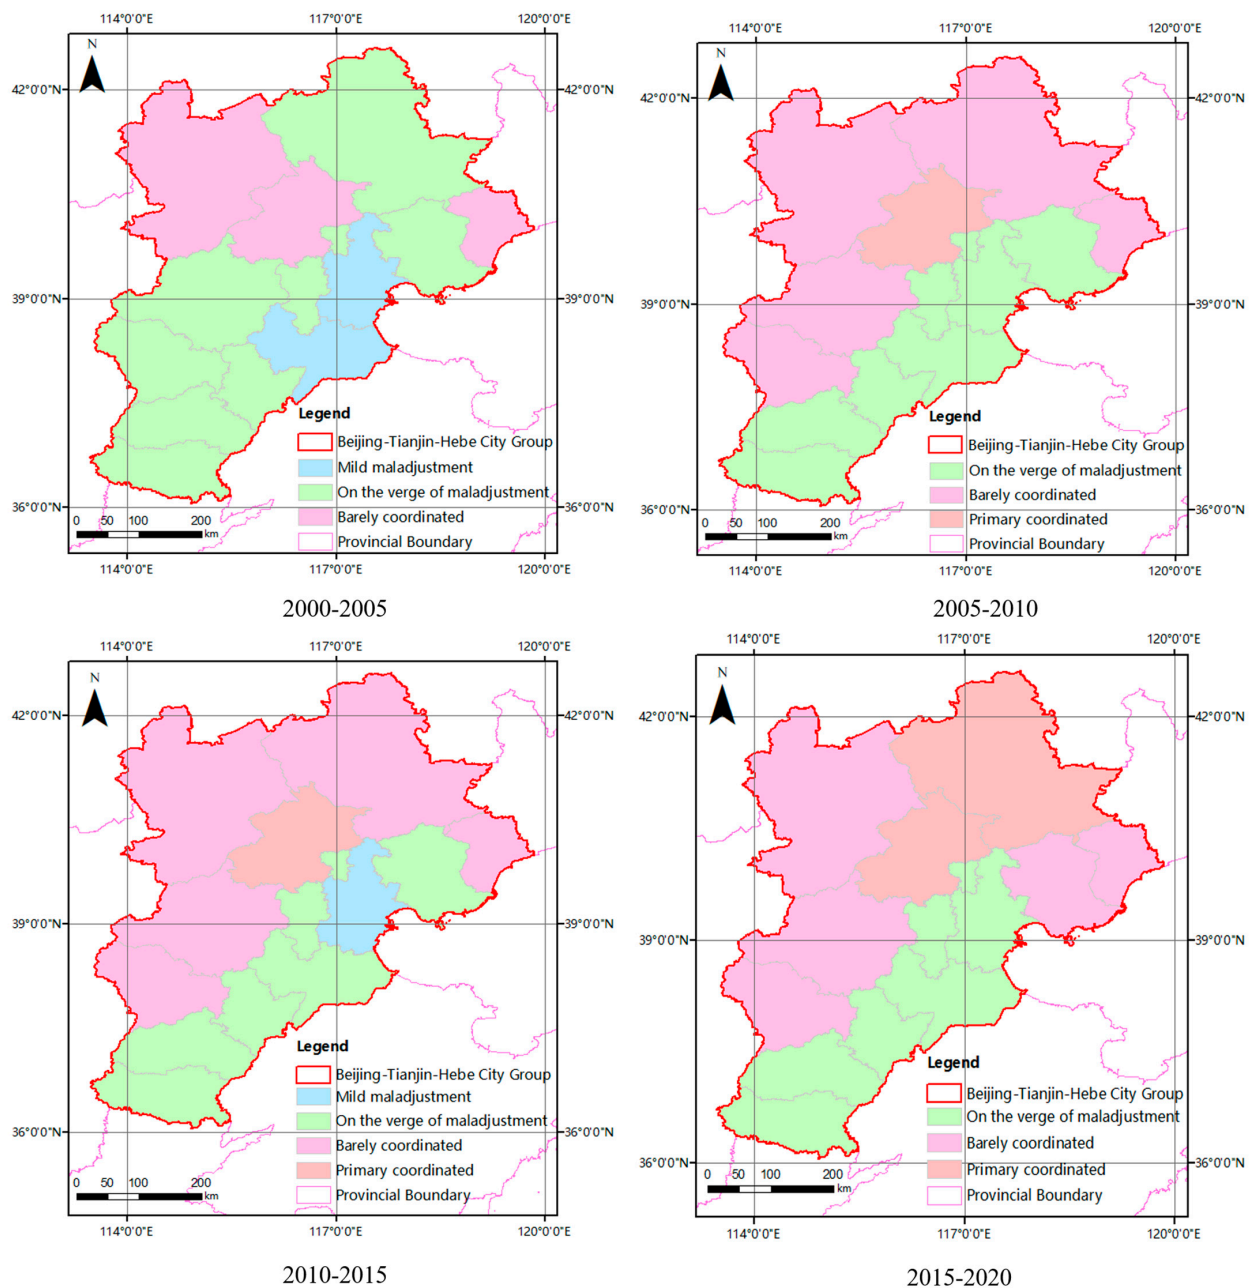 114°0'0"E 117°0'0"E 120°0'0"E
N
42°0'0"N 42°0'0"N
39°0'0"N 39°0'0"N
36°0'0"N 36°0'0"N
Legend
Beijing-Tianjin-Hebe City Group
Mild maladjustment
On the verge of maladjustment
Barely coordinated
Provincial Boundary
0 50 100 200
km
114°0'0"E 117°0'0"E 120°0'0"E
2000-2005
114°0'0"E 117°0'0"E 120°0'0"E
N
42°0'0"N 42°0'0"N
39°0'0"N 39°0'0"N
36°0'0"N 36°0'0"N
Legend
Beijing-Tianjin-Hebe City Group
On the verge of maladjustment
Barely coordinated
Primary coordinated
Provincial Boundary
0 50 100 200
km
114°0'0"E 117°0'0"E 120°0'0"E
2005-2010
114°0'0"E 117°0'0"E 120°0'0"E
N
42°0'0"N 42°0'0"N
39°0'0"N 39°0'0"N
36°0'0"N 36°0'0"N
Legend
Beijing-Tianjin-Hebe City Group
Mild maladjustment
On the verge of maladjustment
Barely coordinated
Primary coordinated
Provincial Boundary
0 50 100 200
km
114°0'0"E 117°0'0"E 120°0'0"E
2010-2015
114°0'0"E 117°0'0"E 120°0'0"E
N
42°0'0"N 42°0'0"N
39°0'0"N 39°0'0"N
36°0'0"N 36°0'0"N
Legend
Beijing-Tianjin-Hebe City Group
On the verge of maladjustment
Barely coordinated
Primary coordinated
Provincial Boundary
0 50 100 200
km
114°0'0"E 117°0'0"E 120°0'0"E
2015-2020